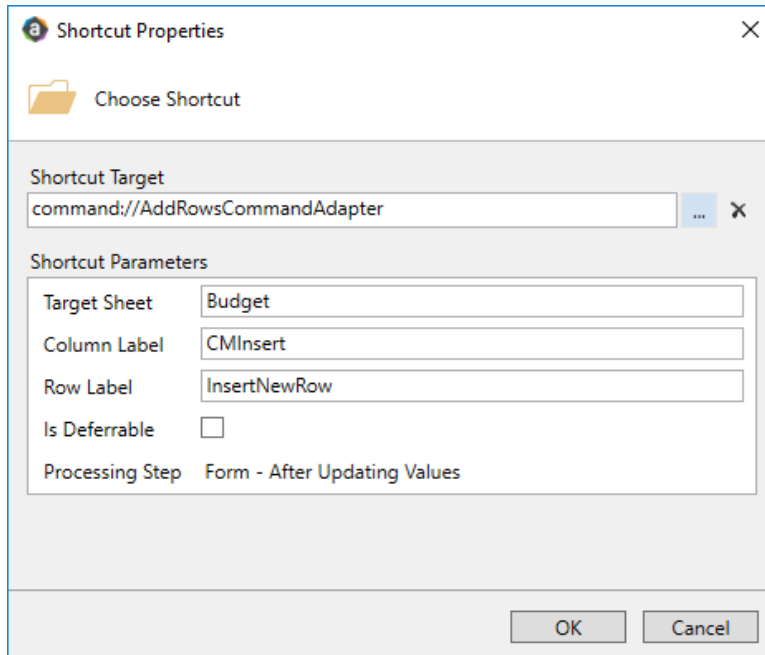 Shortcut Properties
Choose Shortcut
Shortcut Target
command://AddRowsCommandAdapter
...
Shortcut Parameters
Target Sheet Budget
Column Label CMInsert
Row Label InsertNewRow
Is Deferrable
Processing Step Form - After Updating Values
OK Cancel